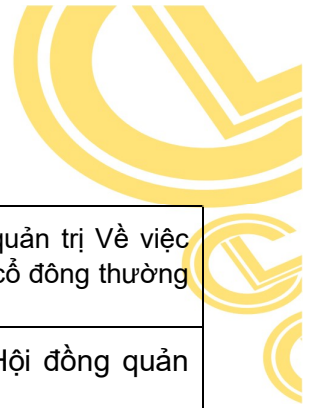 quản trị Về việc
cổ đông thường
Hội đồng quản